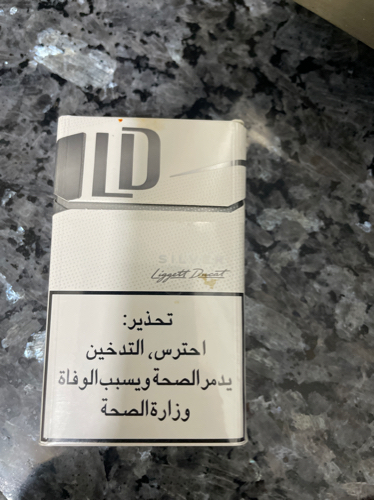 LD
SILVER
Liggett Ducat
تحذير:
احترس، التدخين
يدمر الصحة ويسبب الوفاة
وزارة الصحة